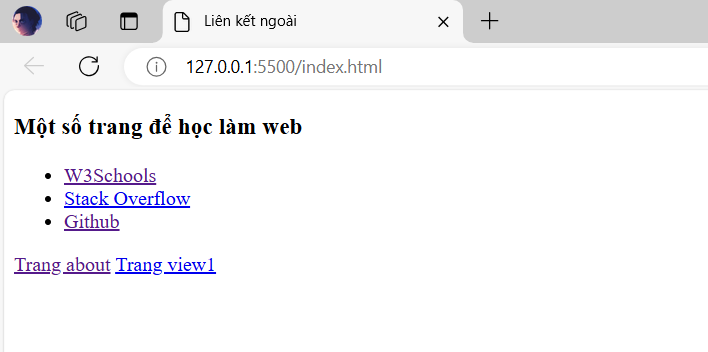 Liên kết ngoài
127.0.0.1:5500/index.html
Một số trang để học làm web
W3Schools
Stack Overflow
Github
Trang about Trang view1